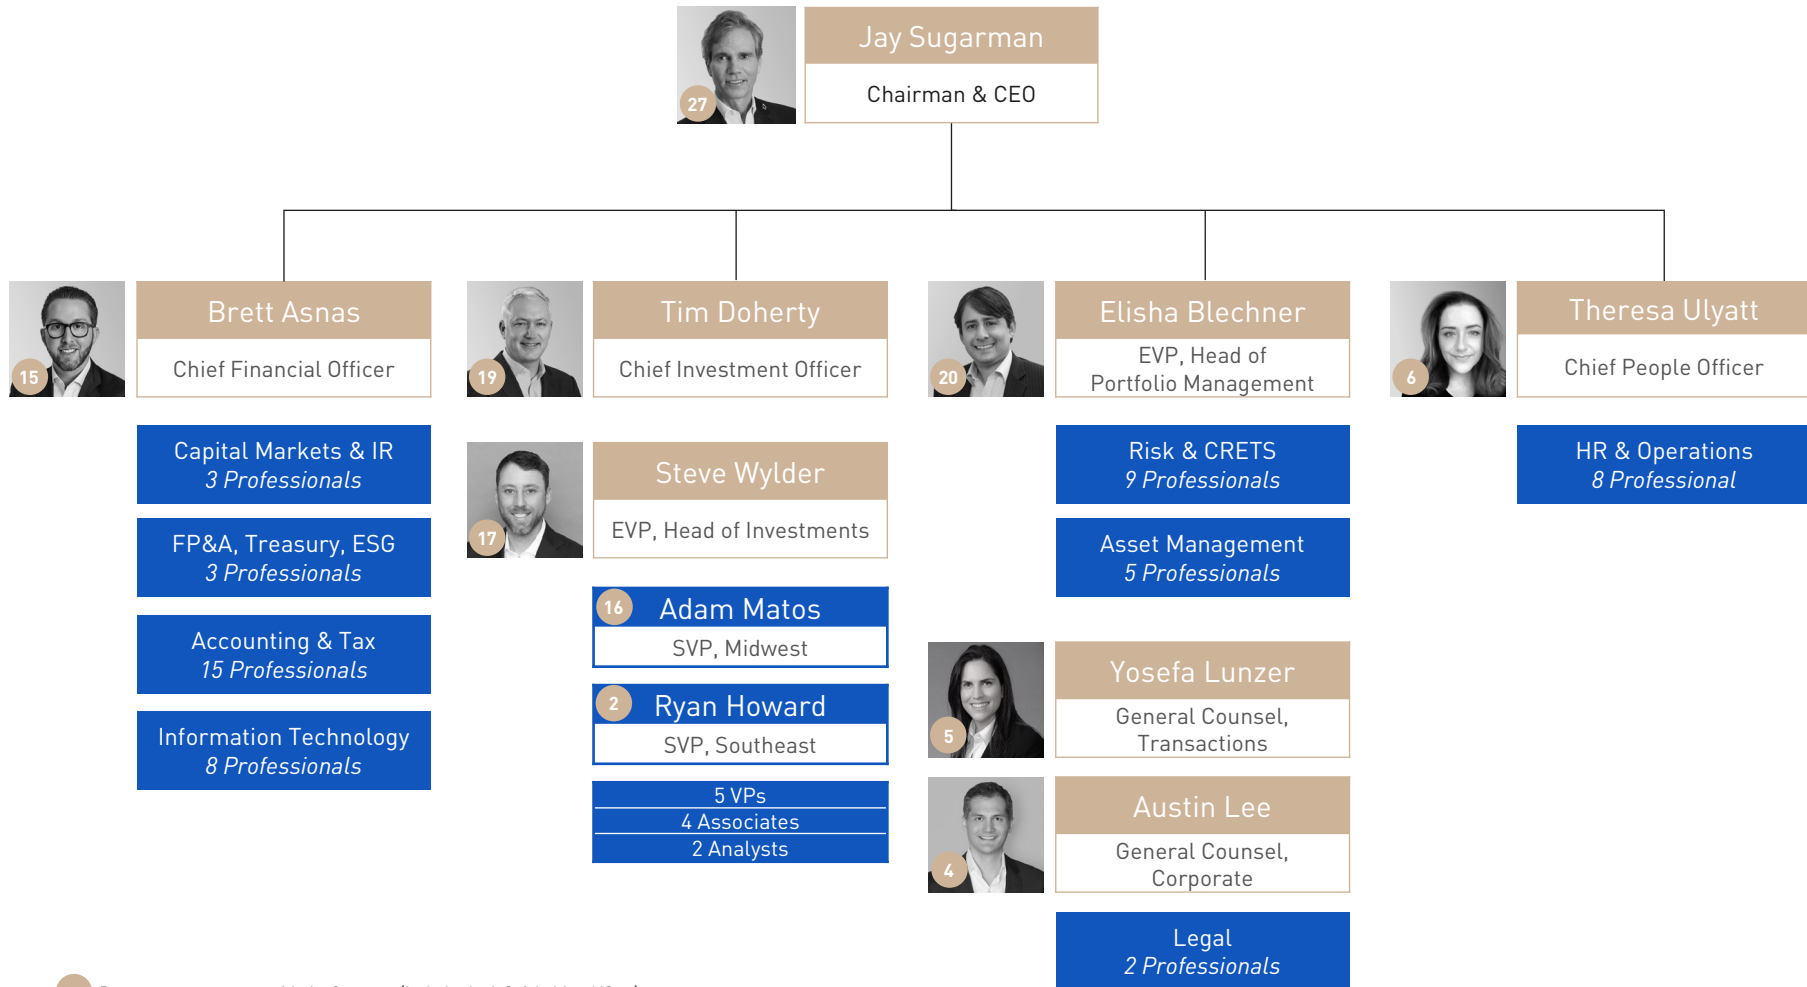 Jay Sugarman
Chairman & CEO
27
Brett Asnas
Chief Financial Officer
15
Capital Markets & IR
3 Professionals
FP&A, Treasury, ESG
3 Professionals
Accounting & Tax
15 Professionals
Information Technology
8 Professionals
Tim Doherty
Chief Investment Officer
19
Steve Wylder
EVP, Head of Investments
17
16
Adam Matos
SVP, Midwest
2
Ryan Howard
SVP, Southeast
5 VPs
4 Associates
2 Analysts
Elisha Blechner
EVP, Head of
Portfolio Management
20
Risk & CRETS
9 Professionals
Asset Management
5 Professionals
Yosefa Lunzer
General Counsel,
Transactions
5
Austin Lee
General Counsel,
Corporate
4
Legal
2 Professionals
Theresa Ulyatt
Chief People Officer
6
HR & Operations
8 Professional